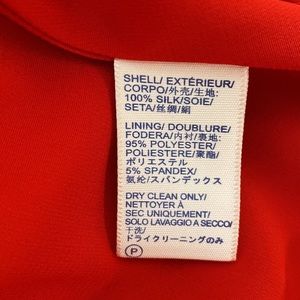 SHELL/ EXTÉRIEUR/
CORPO/外壳/生地:
100% SILK/SOIE/
SETA/丝绸/絹
LINING/ DOUBLURE/
FODERA/内衬/裏地:
95% POLYESTER/
POLIESTERE/聚酯/
ポリエステル
5% SPANDEX/
氨纶/スパンデックス
DRY CLEAN ONLY/
NETTOYER À
SEC UNIQUEMENT/
SOLO LAVAGGIO A SECCO/
干洗/
ドライクリーニングのみ
P